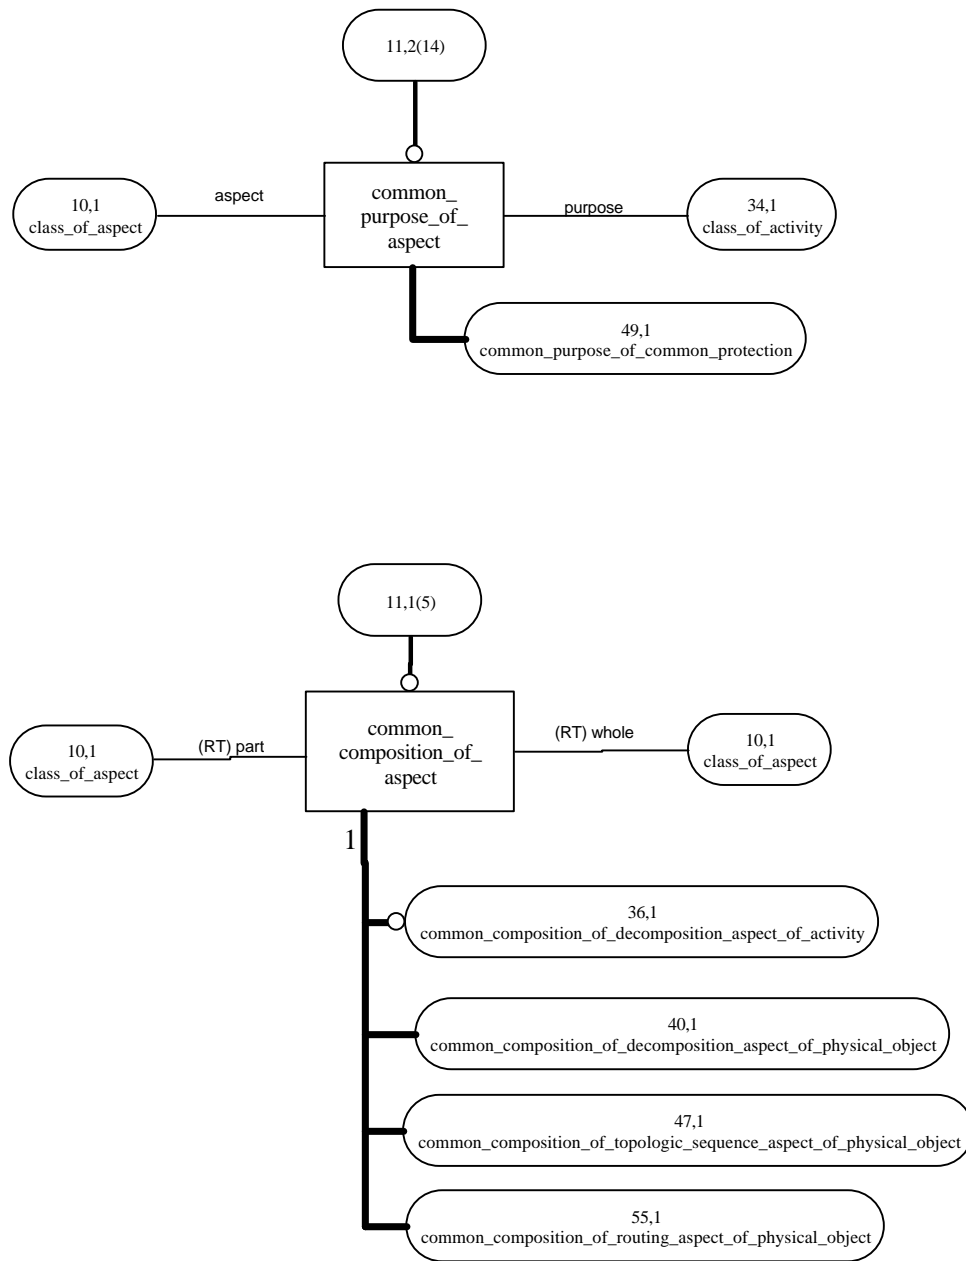 11,2(14)
aspect
10,1
class_of_aspect
common_
purpose_of_
aspect
purpose
34,1
class_of_activity
49,1
common_purpose_of_common_protection
11,1(5)
(RT) part
10,1
class_of_aspect
common_
composition_of_
aspect
(RT) whole
10,1
class_of_aspect
1
36,1
common_composition_of_decomposition_aspect_of_activity
40,1
common_composition_of_decomposition_aspect_of_physical_object
47,1
common_composition_of_topologic_sequence_aspect_of_physical_object
55,1
common_composition_of_routing_aspect_of_physical_object